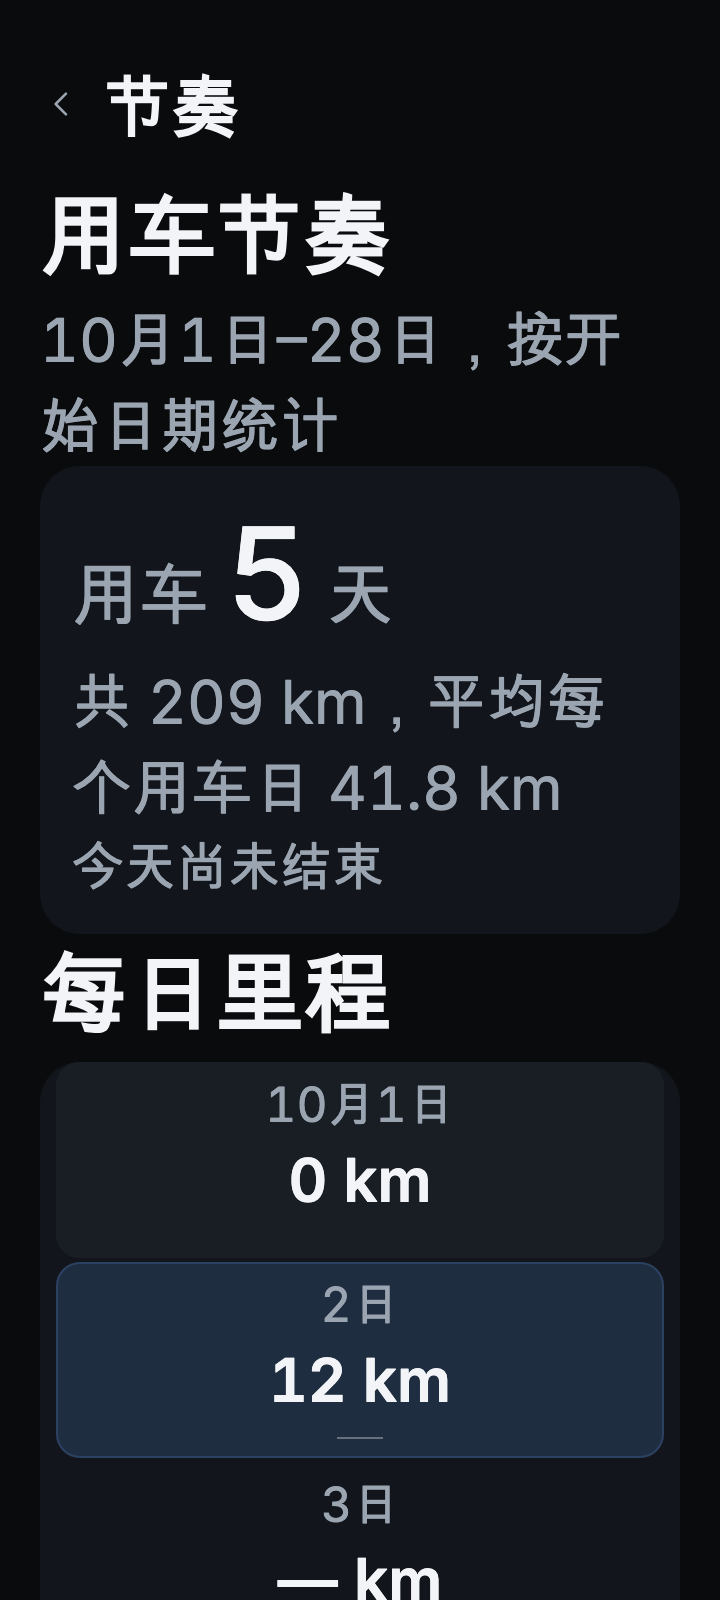 节奏
用车节奏
10月1日–28日，按开
始日期统计
用车 5 天
共 209 km，平均每
个用车日 41.8 km
今天尚未结束
每日里程
10月1日
0 km
2日
12 km
3日
— km